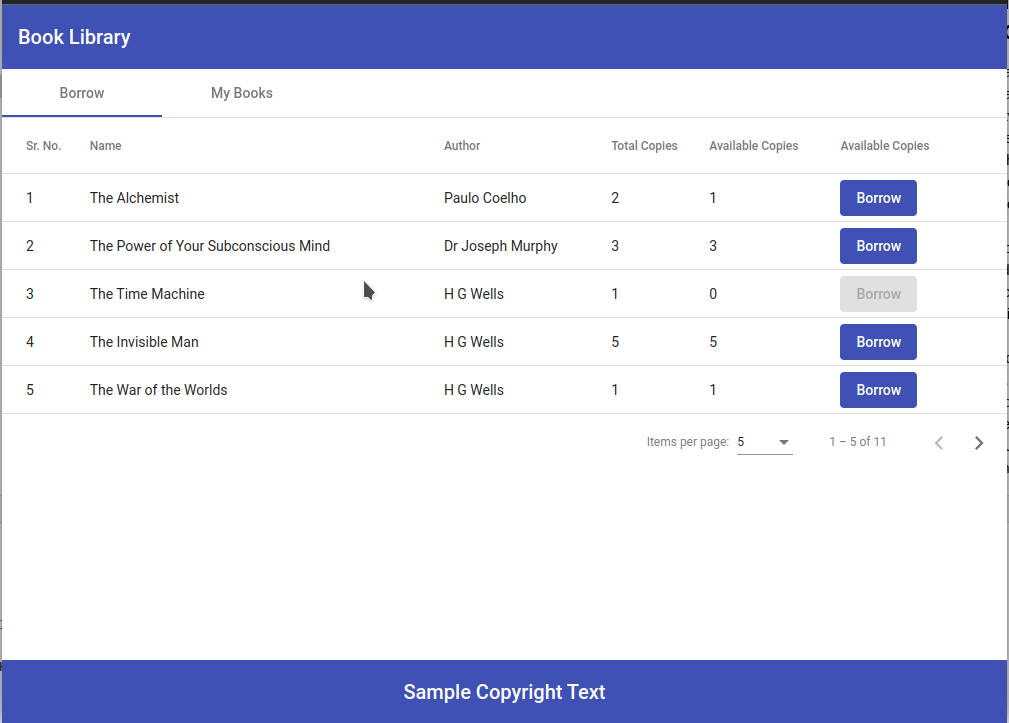 Book Library
Borrow My Books
Sr. No. Name Author Total Copies Available Copies Available Copies
1 The Alchemist Paulo Coelho 2 1 Borrow
2 The Power of Your Subconscious Mind Dr Joseph Murphy 3 3 Borrow
3 The Time Machine H G Wells 1 0 Borrow
4 The Invisible Man H G Wells 5 5 Borrow
5 The War of the Worlds H G Wells 1 1 Borrow
Items per page: 5 1 – 5 of 11
Sample Copyright Text